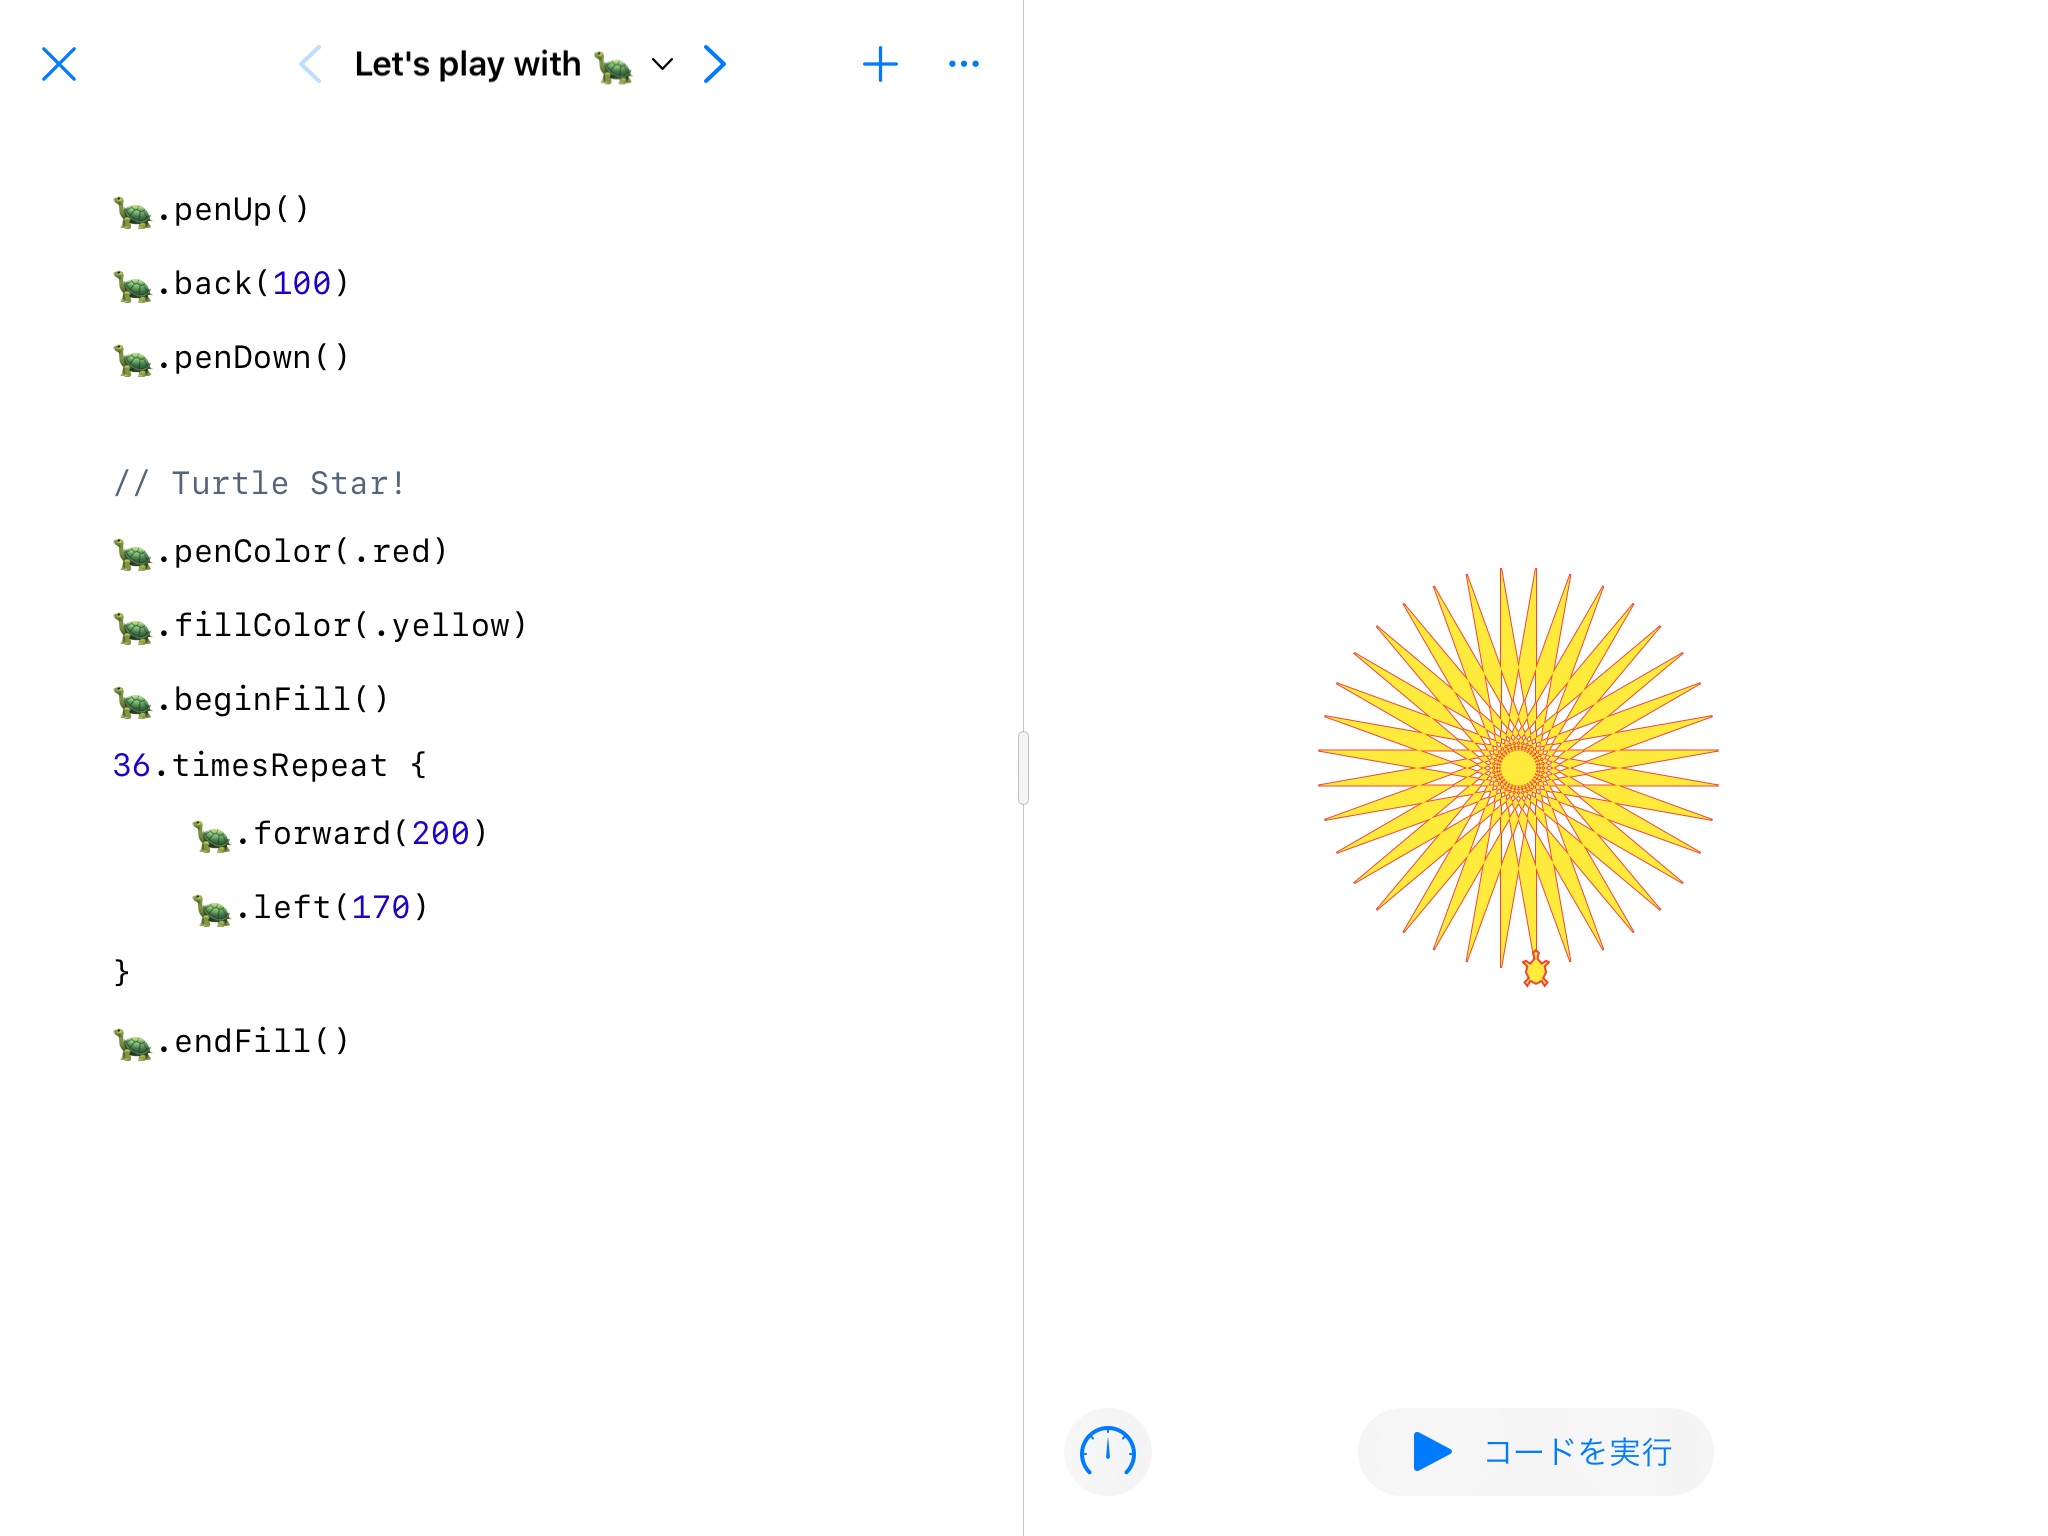 Let's play with 🐢
🐢.penUp()
🐢.back(100)
🐢.penDown()
// Turtle Star!
🐢.penColor(.red)
🐢.fillColor(.yellow)
🐢.beginFill()
36.timesRepeat {
🐢.forward(200)
🐢.left(170)
}
🐢.endFill()
コードを実行